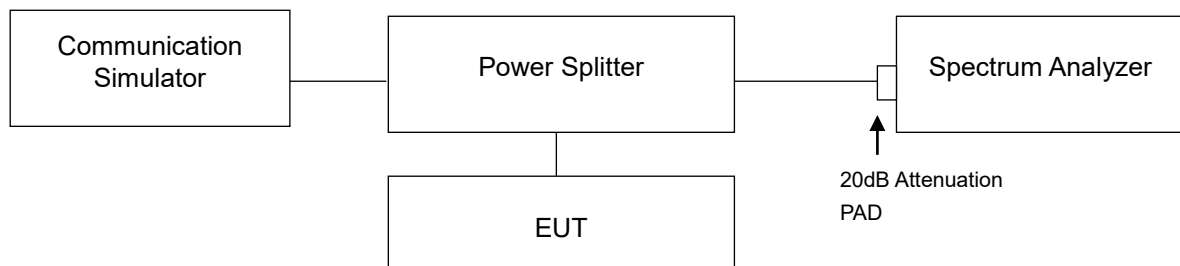 Communication
Simulator
Power Splitter
Spectrum Analyzer
20dB Attenuation
PAD
EUT